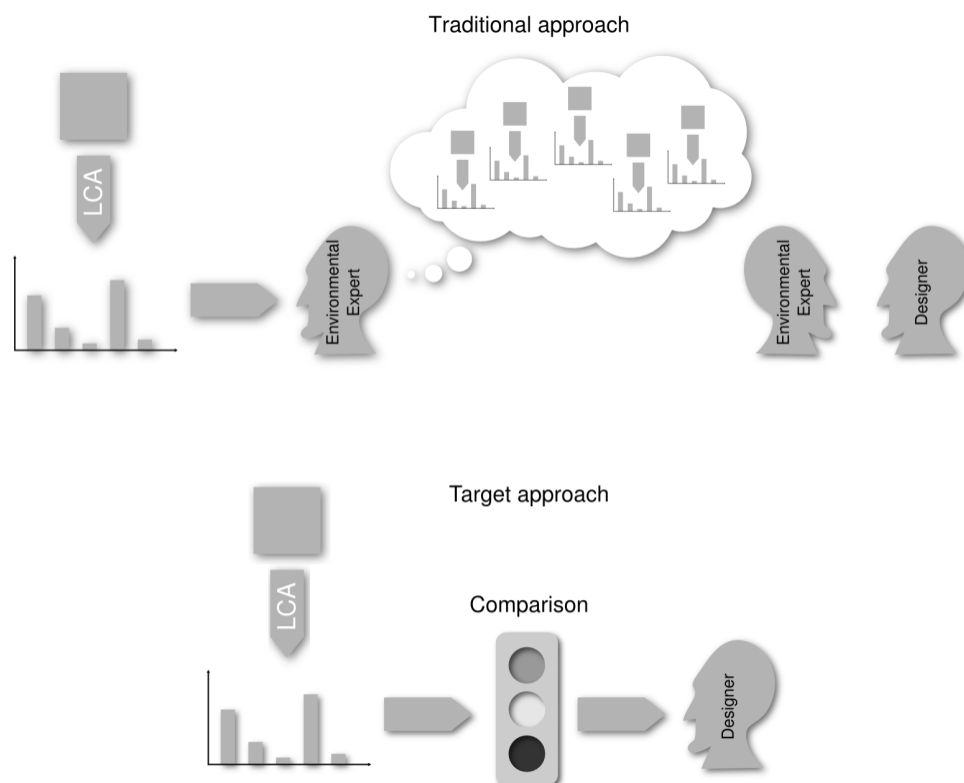 Traditional approach
LCA
Environmental
Expert
Environmental
Expert
Designer
Target approach
LCA
Comparison
Designer